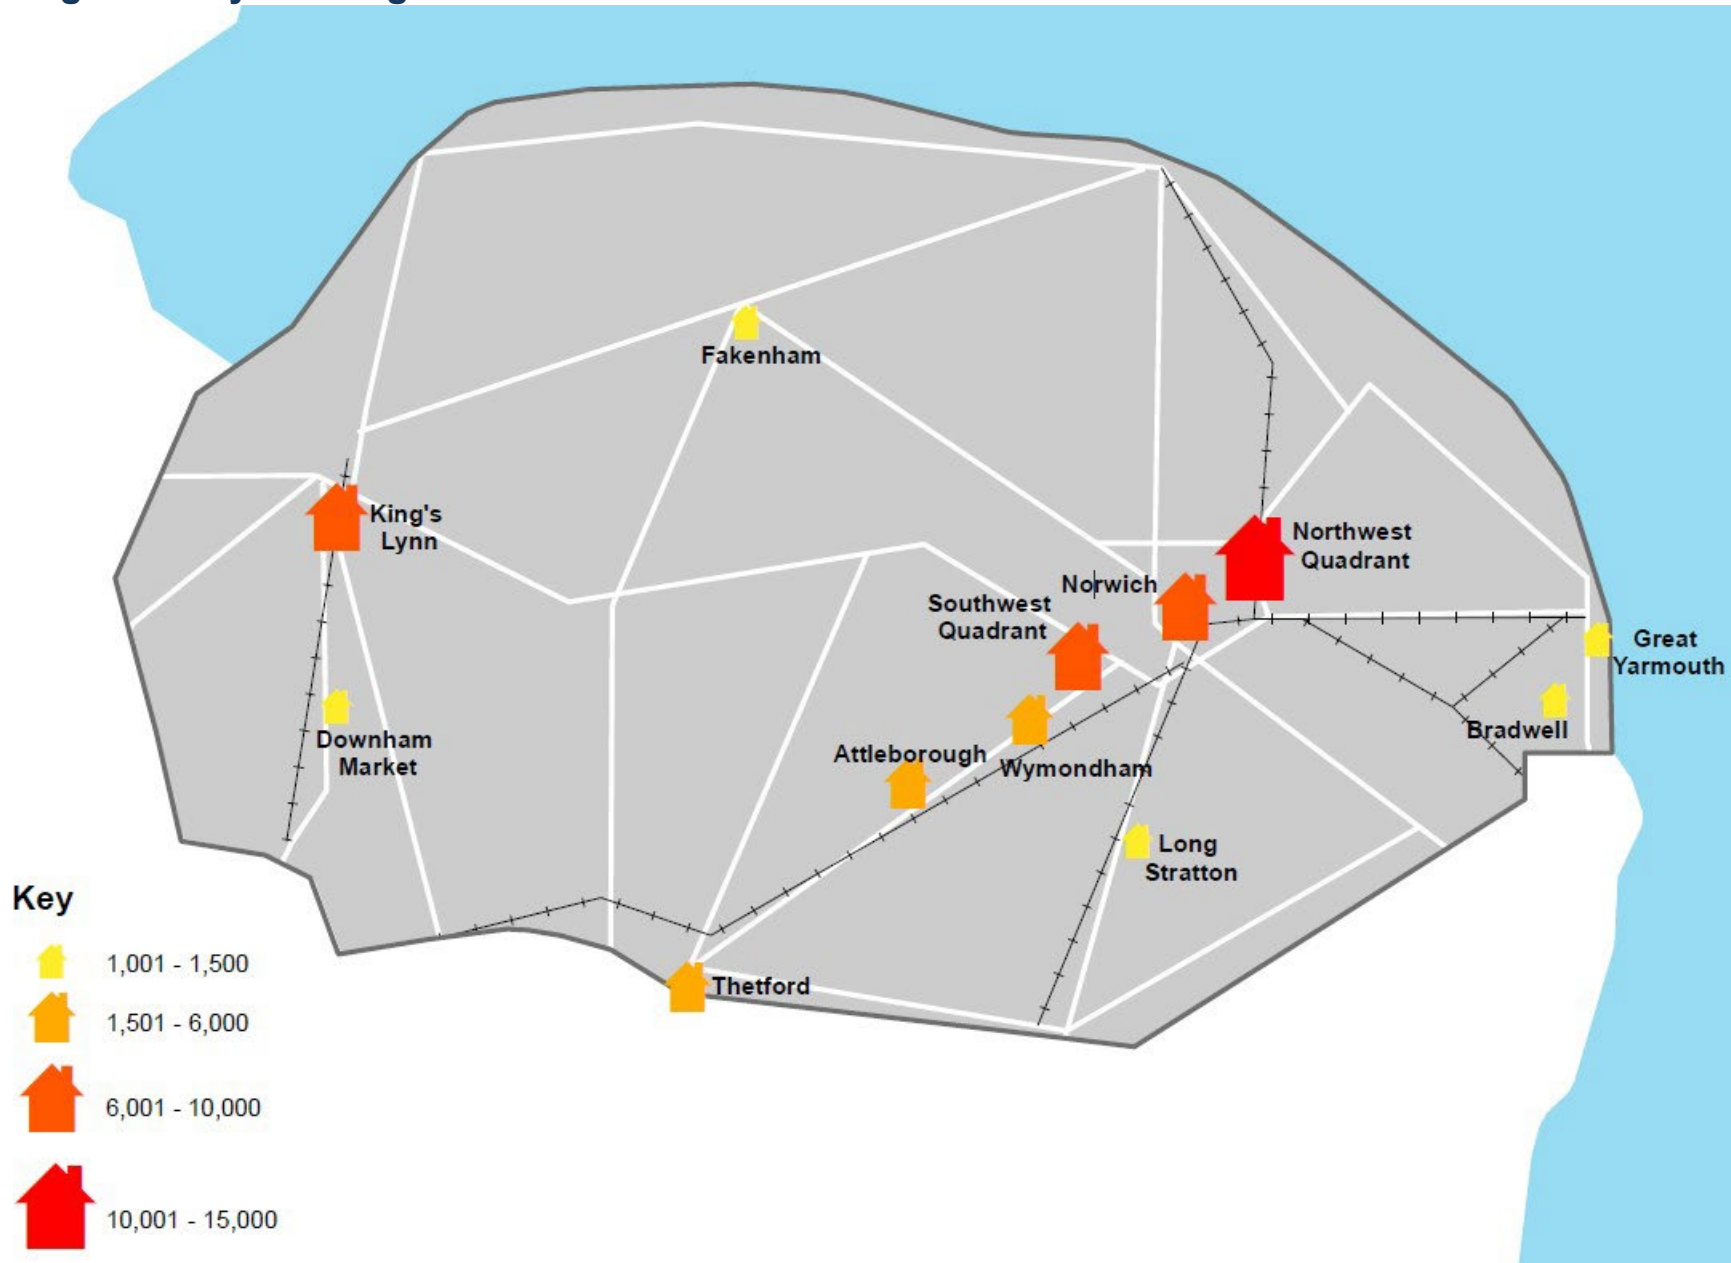 Fakenham
King's
Lynn
Northwest
Quadrant
Norwich
Southwest
Quadrant
Great
Yarmouth
Bradwell
Downham
Market
Attleborough
Wymondham
Long
Stratton
Thetford
Key
1,001 - 1,500
1,501 - 6,000
6,001 - 10,000
10,001 - 15,000